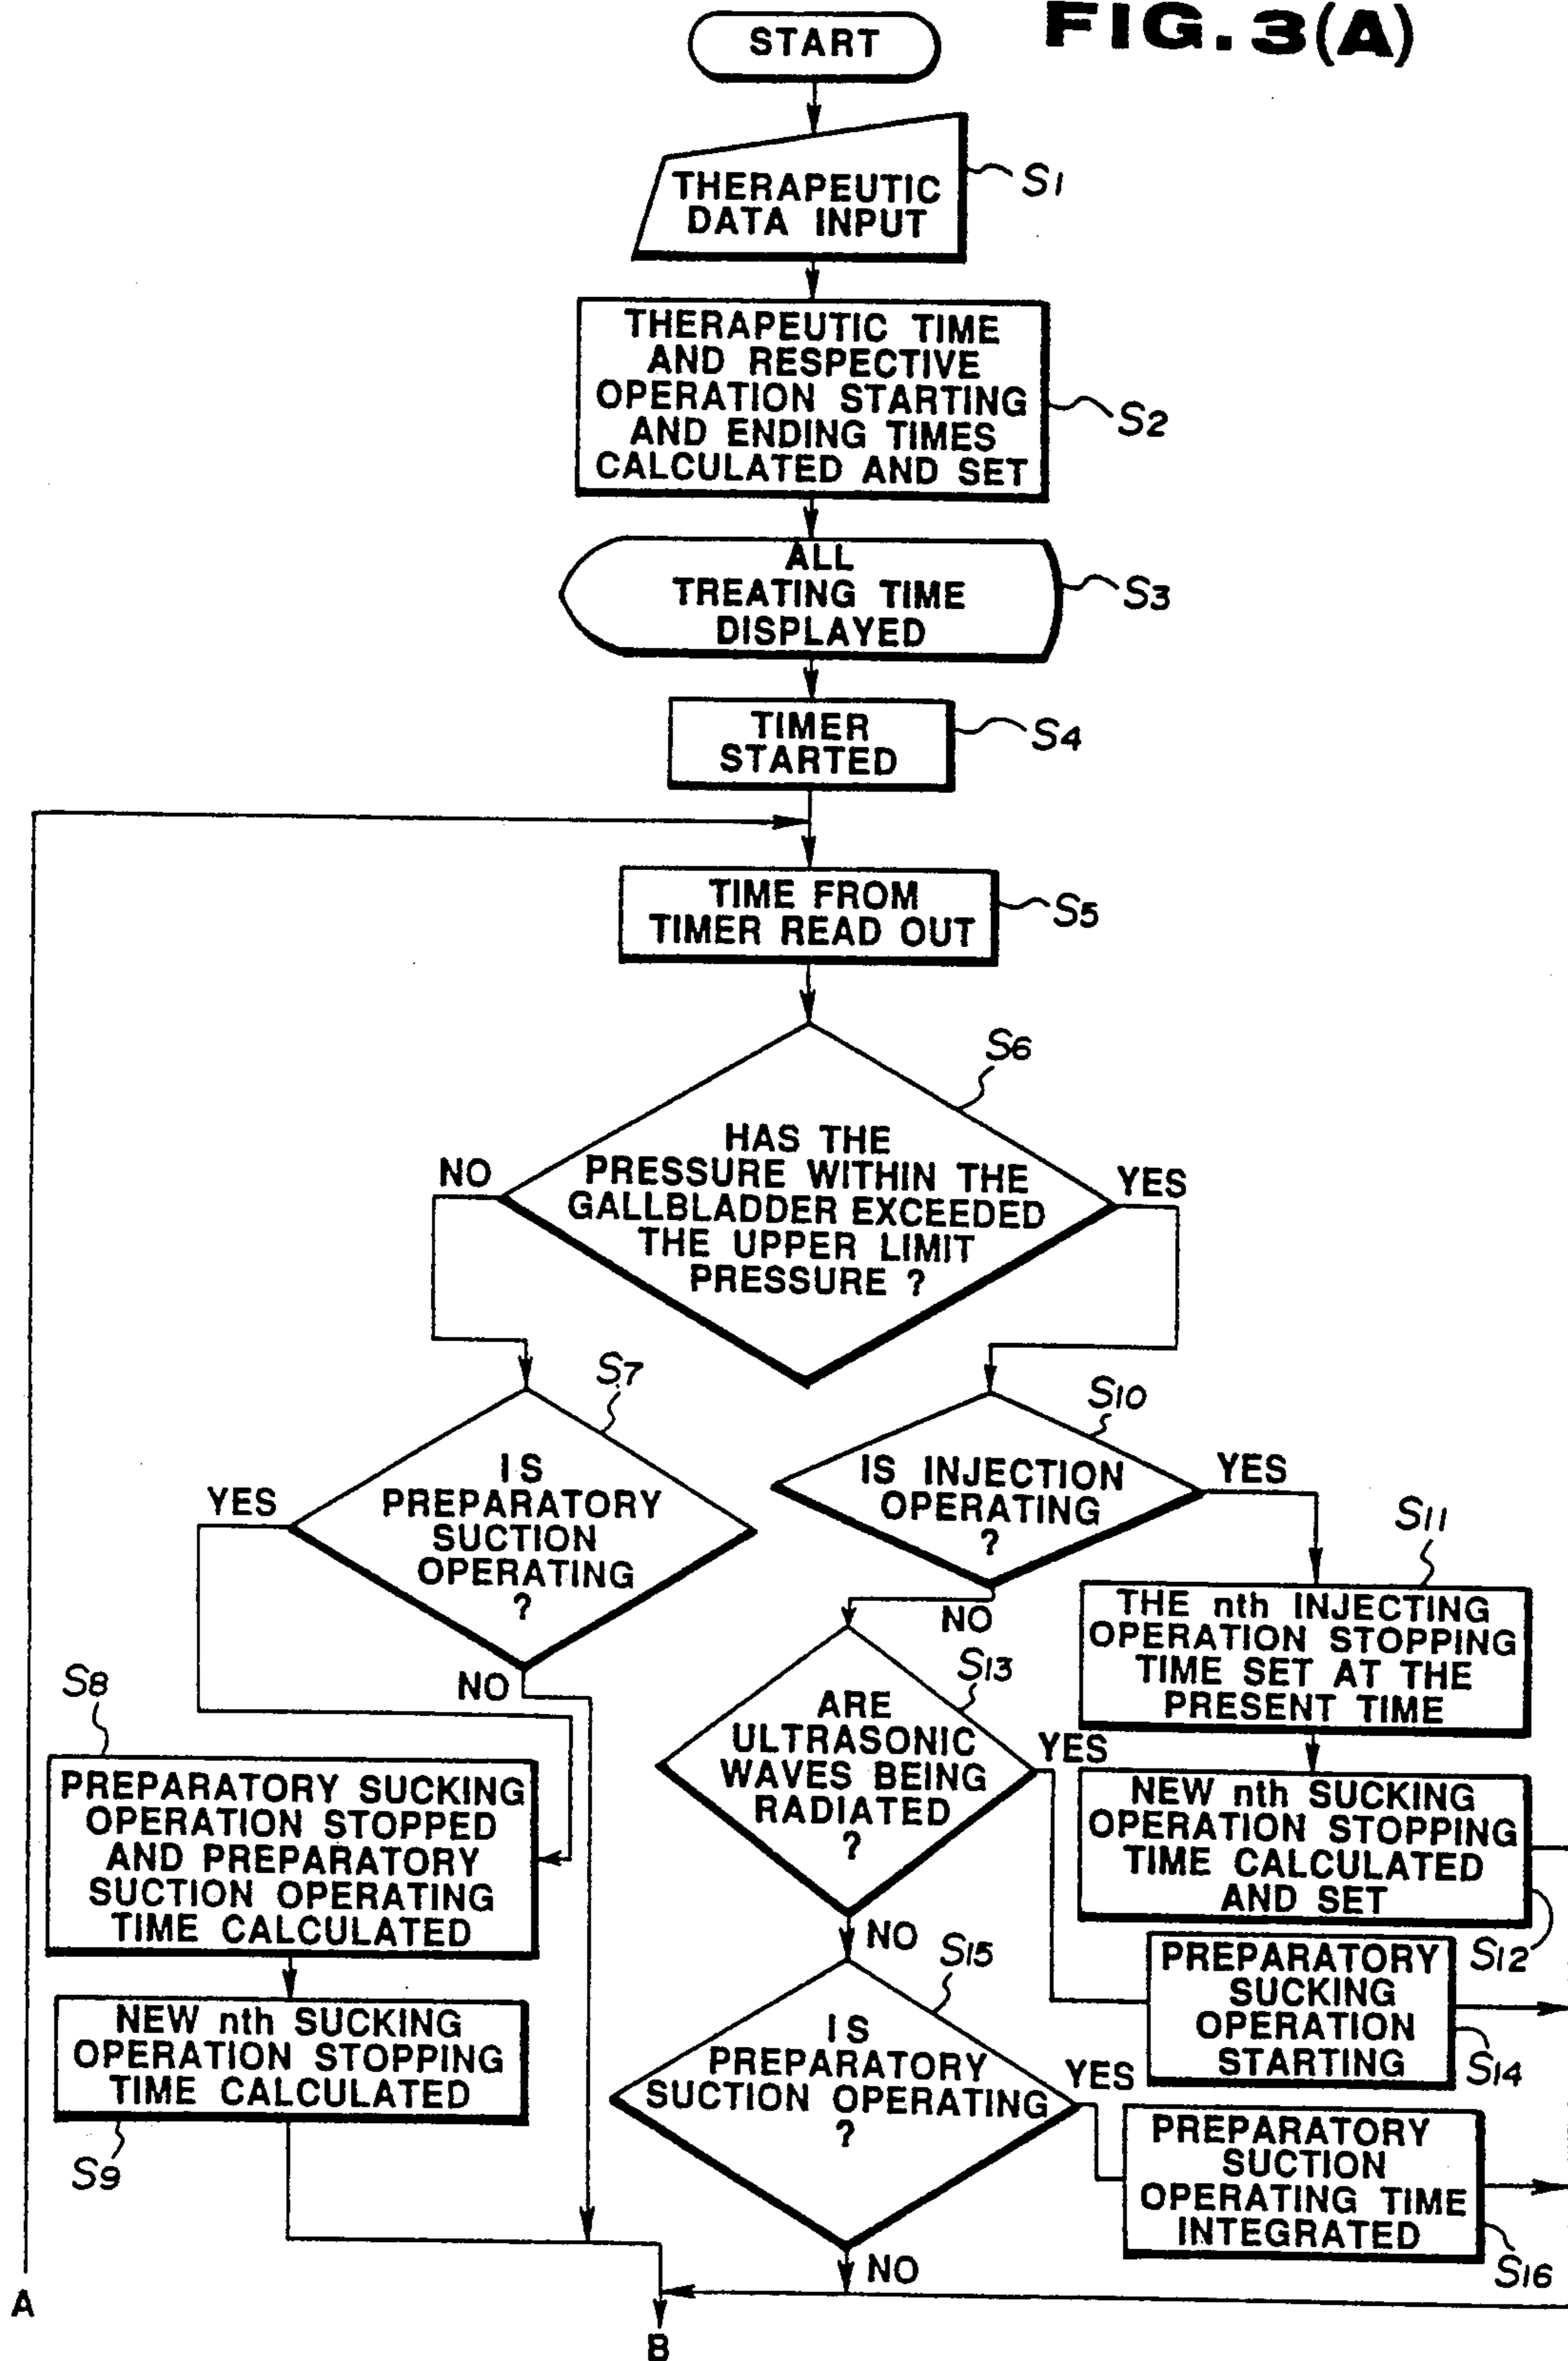 FIG. 3(A)
START
THERAPEUTIC
DATA INPUT
S1
THERAPEUTIC TIME
AND RESPECTIVE
OPERATION STARTING
AND ENDING TIMES
CALCULATED AND SET
S2
ALL
TREATING TIME
DISPLAYED
S3
TIMER
STARTED
S4
TIME FROM
TIMER READ OUT
S5
S6
HAS THE
PRESSURE WITHIN THE
GALLBLADDER EXCEEDED
THE UPPER LIMIT
PRESSURE ?
NO
YES
S7
IS
PREPARATORY
SUCTION
OPERATING
?
YES
NO
S8
PREPARATORY SUCKING
OPERATION STOPPED
AND PREPARATORY
SUCTION OPERATING
TIME CALCULATED
NEW nth SUCKING
OPERATION STOPPING
TIME CALCULATED
S9
S10
IS INJECTION
OPERATING
?
YES
NO
S11
THE nth INJECTING
OPERATION STOPPING
TIME SET AT THE
PRESENT TIME
NEW nth SUCKING
OPERATION STOPPING
TIME CALCULATED
AND SET
S12
S13
ARE
ULTRASONIC
WAVES BEING
RADIATED
?
YES
NO
PREPARATORY
SUCKING
OPERATION
STARTING
S14
S15
IS
PREPARATORY
SUCTION OPERATING
?
YES
NO
PREPARATORY
SUCTION
OPERATING TIME
INTEGRATED
S16
A
B